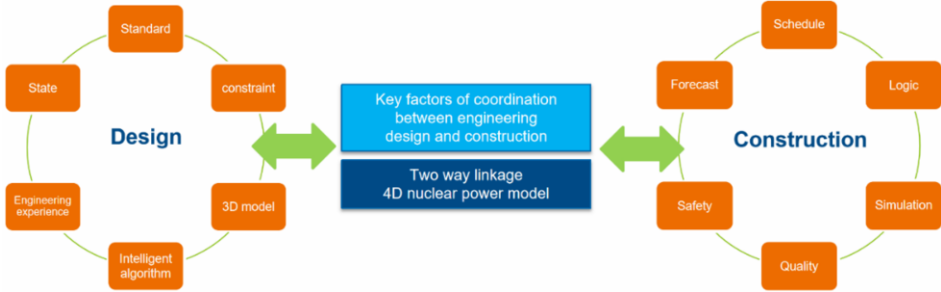 Standard
State
constraint
Design
Engineering
experience
3D model
Intelligent
algorithm
Key factors of coordination
between engineering
design and construction
Two way linkage
4D nuclear power model
Schedule
Forecast
Logic
Construction
Safety
Simulation
Quality